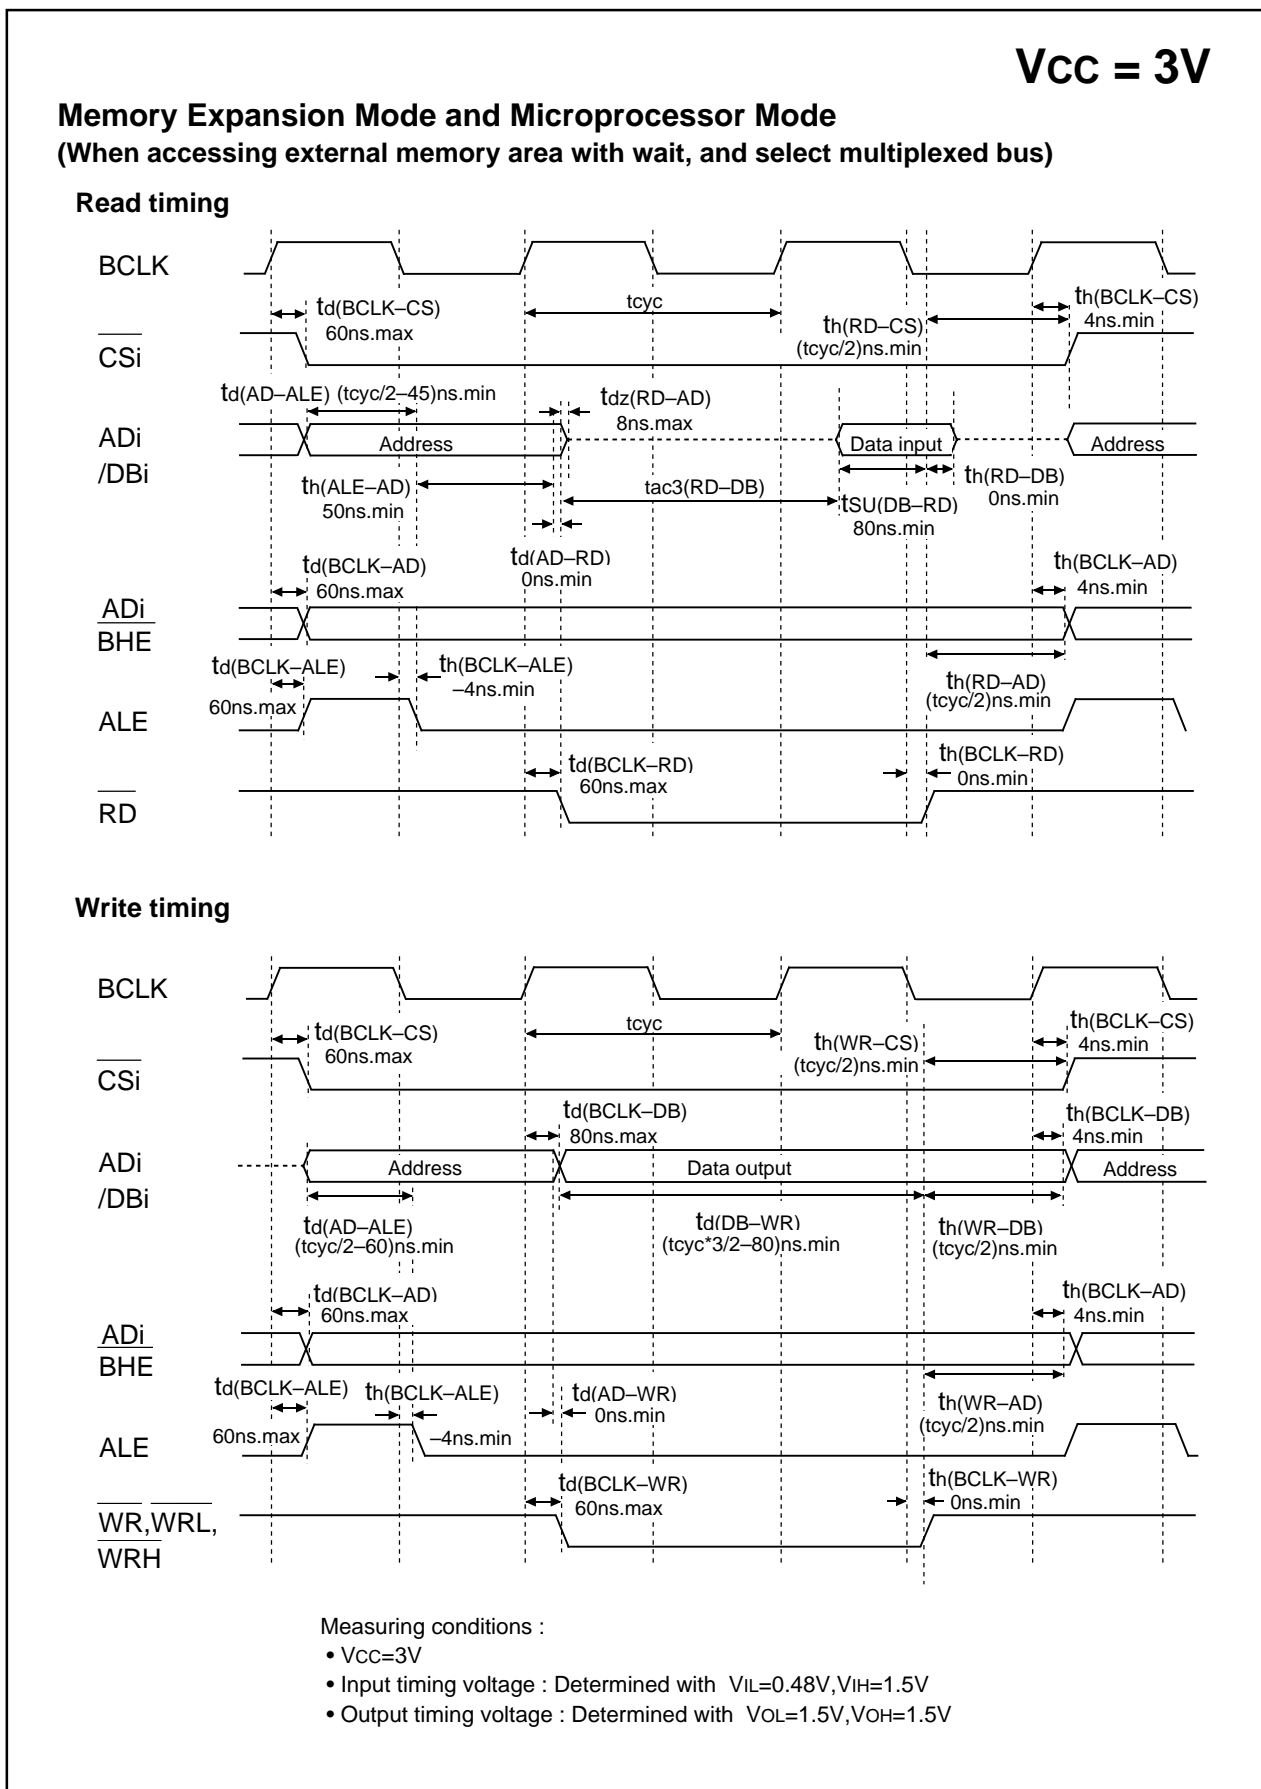 VCC = 3V
Memory Expansion Mode and Microprocessor Mode
(When accessing external memory area with wait, and select multiplexed bus)
Read timing
BCLK
td(BCLK–CS)
60ns.max
tcyc
th(RD–CS)
(tcyc/2)ns.min
th(BCLK–CS)
4ns.min
CSi
td(AD–ALE) (tcyc/2–45)ns.min
tdz(RD–AD)
8ns.max
ADi
/DBi
Address
Data input
Address
th(ALE–AD)
50ns.min
tac3(RD–DB)
tSU(DB–RD)
80ns.min
th(RD–DB)
0ns.min
td(AD–RD)
0ns.min
td(BCLK–AD)
60ns.max
th(BCLK–AD)
4ns.min
ADi
BHE
td(BCLK–ALE)
60ns.max
th(BCLK–ALE)
–4ns.min
th(RD–AD)
(tcyc/2)ns.min
ALE
td(BCLK–RD)
60ns.max
th(BCLK–RD)
0ns.min
RD
Write timing
BCLK
td(BCLK–CS)
60ns.max
tcyc
th(WR–CS)
(tcyc/2)ns.min
th(BCLK–CS)
4ns.min
CSi
td(BCLK–DB)
80ns.max
th(BCLK–DB)
4ns.min
ADi
/DBi
Address
Data output
Address
td(AD–ALE)
(tcyc/2–60)ns.min
td(DB–WR)
(tcyc*3/2–80)ns.min
th(WR–DB)
(tcyc/2)ns.min
td(BCLK–AD)
60ns.max
th(BCLK–AD)
4ns.min
ADi
BHE
td(BCLK–ALE)
60ns.max
th(BCLK–ALE)
–4ns.min
td(AD–WR)
0ns.min
th(WR–AD)
(tcyc/2)ns.min
ALE
td(BCLK–WR)
60ns.max
th(BCLK–WR)
0ns.min
WR,WRL,
WRH
Measuring conditions :
• VCC=3V
• Input timing voltage : Determined with VIL=0.48V,VIH=1.5V
• Output timing voltage : Determined with VOL=1.5V,VOH=1.5V